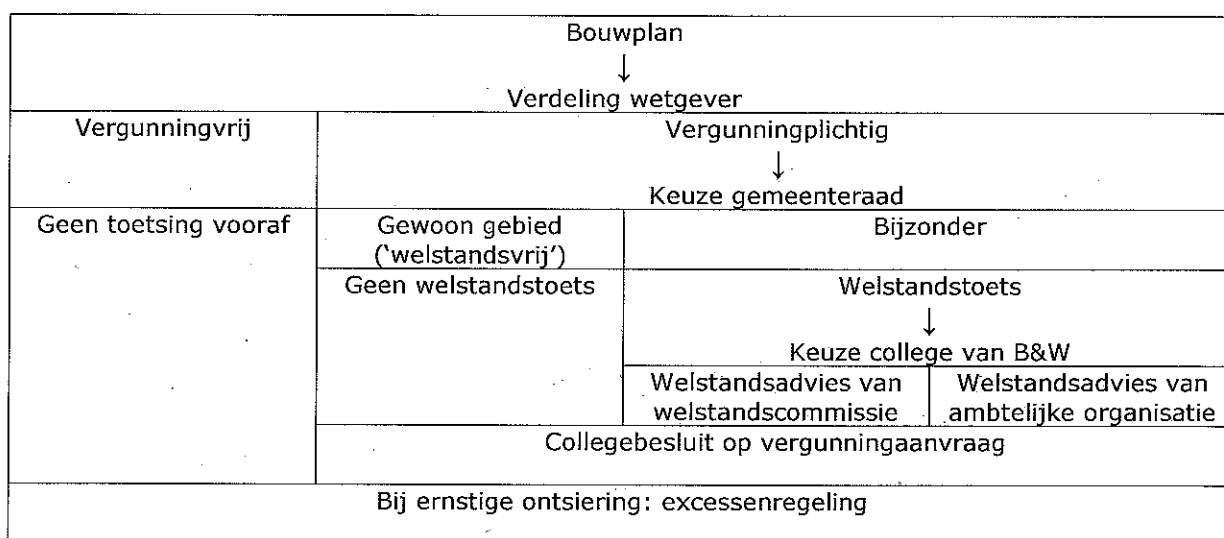 Bouwplan
↓
Verdeling wetgever
Vergunningvrij
Vergunningplichtig
↓
Keuze gemeenteraad
Geen toetsing vooraf
Gewoon gebied
('welstandsvrij')
Bijzonder
Geen welstandstoets
Welstandstoets
↓
Keuze college van B&W
Welstandsadvies van
welstandscommissie
Welstandsadvies van
ambtelijke organisatie
Collegebesluit op vergunningaanvraag
Bij ernstige ontsiering: excessenregeling